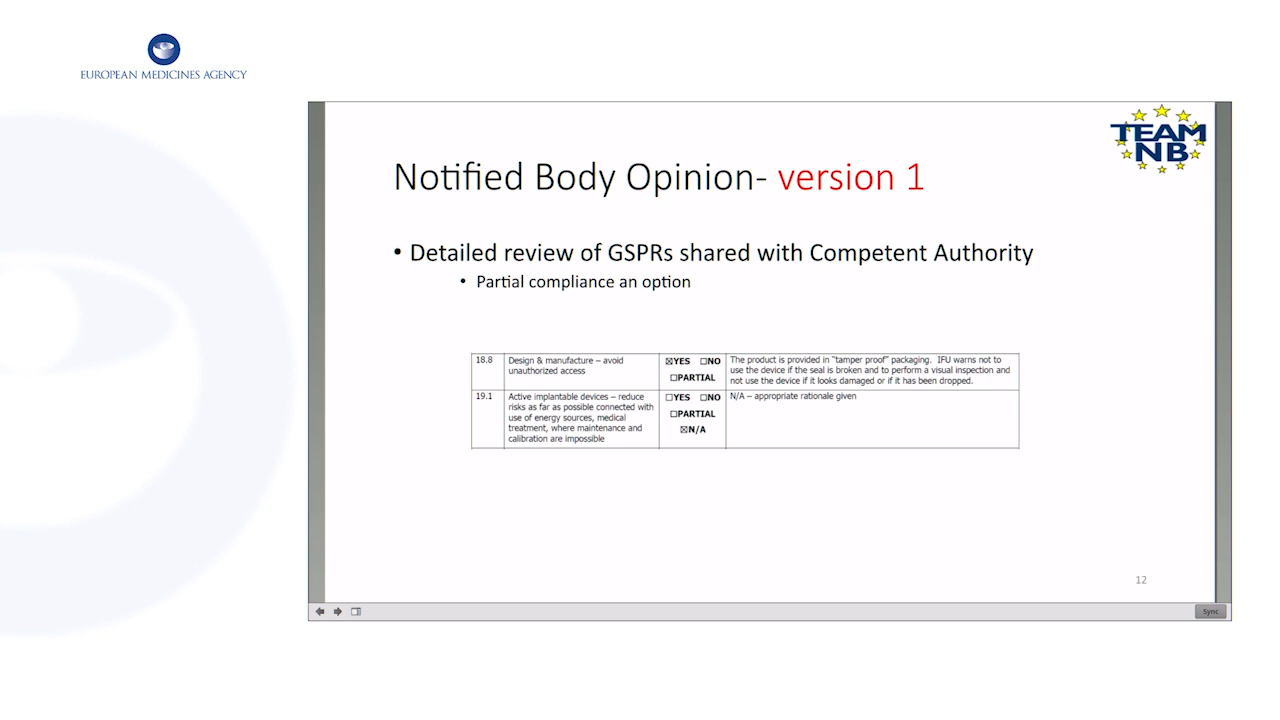 EUROPEAN MEDICINES AGENCY
TEAM
NB
Notified Body Opinion- version 1
• Detailed review of GSPRs shared with Competent Authority
• Partial compliance an option
18.8
Design & manufacture – avoid
unauthorized access
☒YES ☐NO
☐PARTIAL
The product is provided in "tamper proof" packaging. IFU warns not to
use the device if the seal is broken and to perform a visual inspection and
not use the device if it looks damaged or if it has been dropped.
19.1
Active implantable devices – reduce
risks as far as possible connected with
use of energy sources, medical
treatment, where maintenance and
calibration are impossible
☐YES ☐NO
☐PARTIAL
☒N/A
N/A – appropriate rationale given
12
Sync